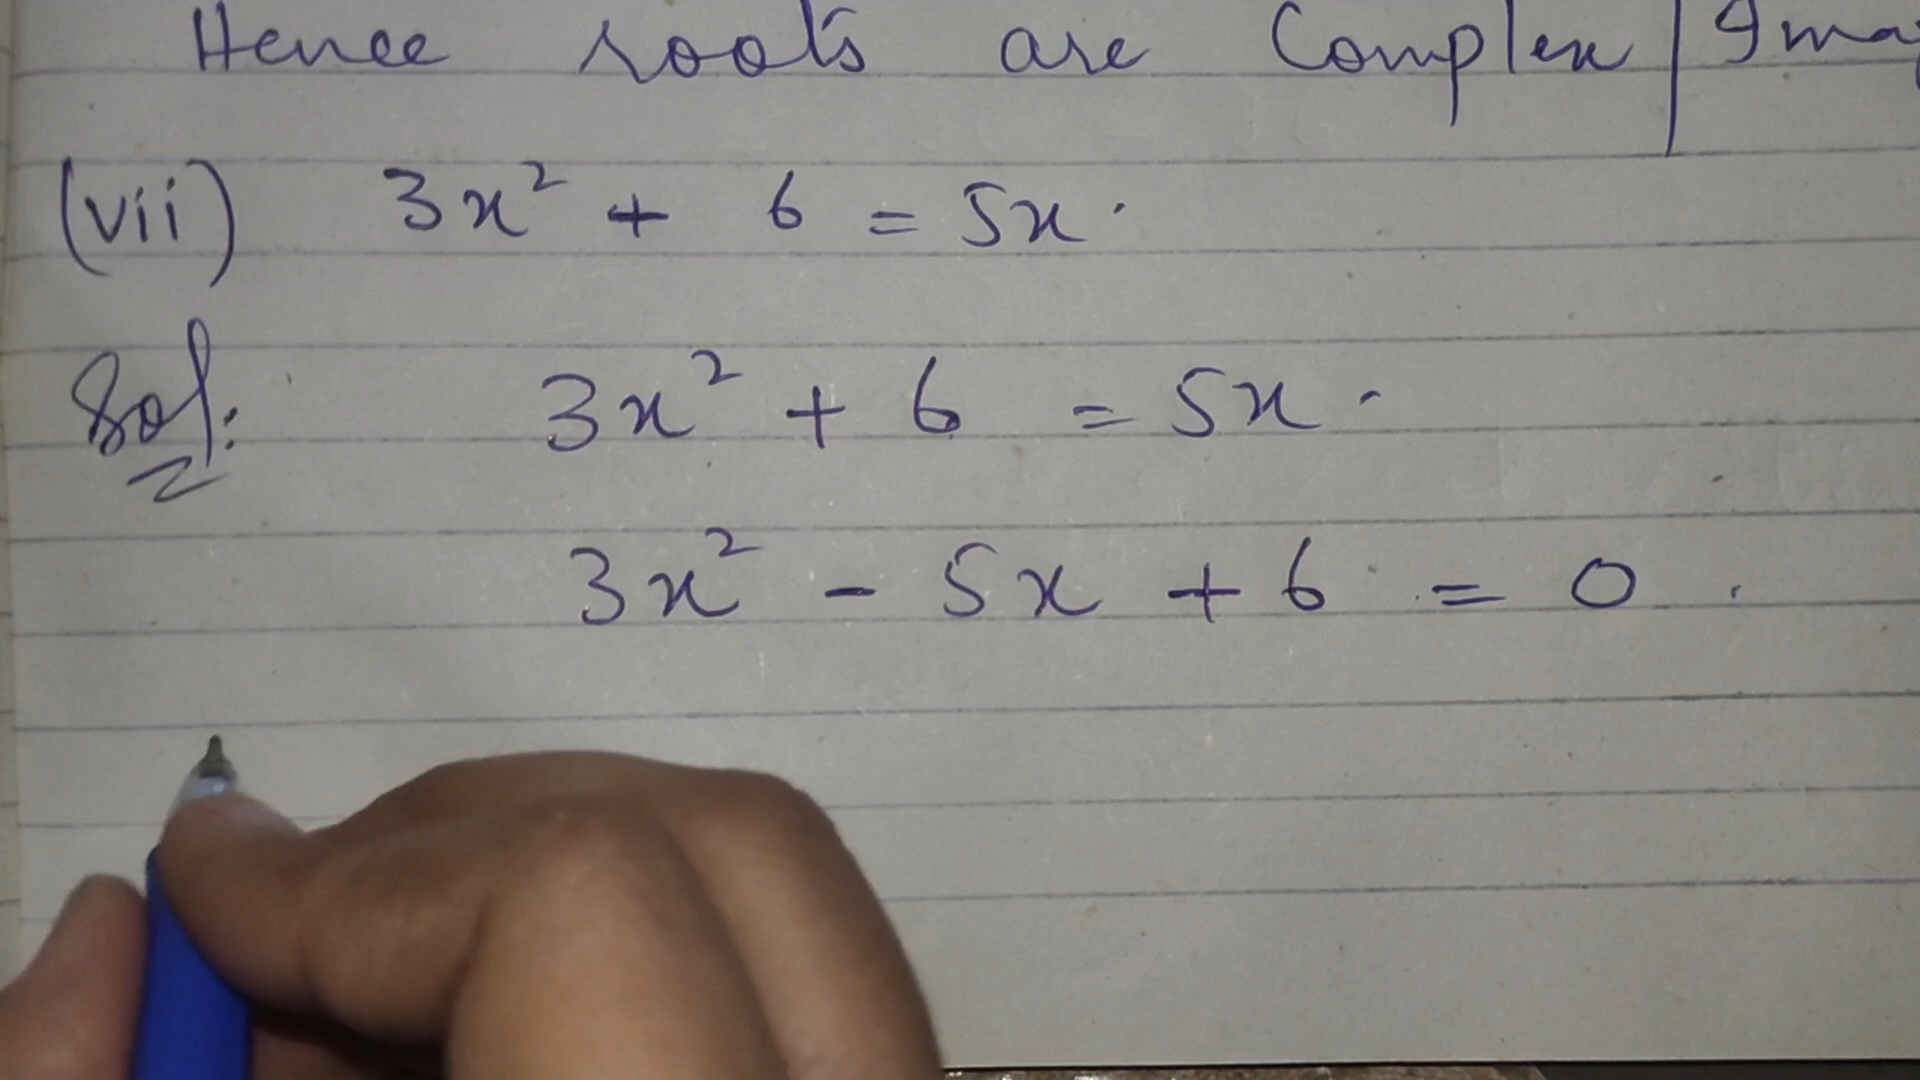 Hence roots are Complex /
(vii) 3x² + 6 = 5x.
Sol: 3x² + 6 = 5x.
3x² - 5x + 6 = 0.